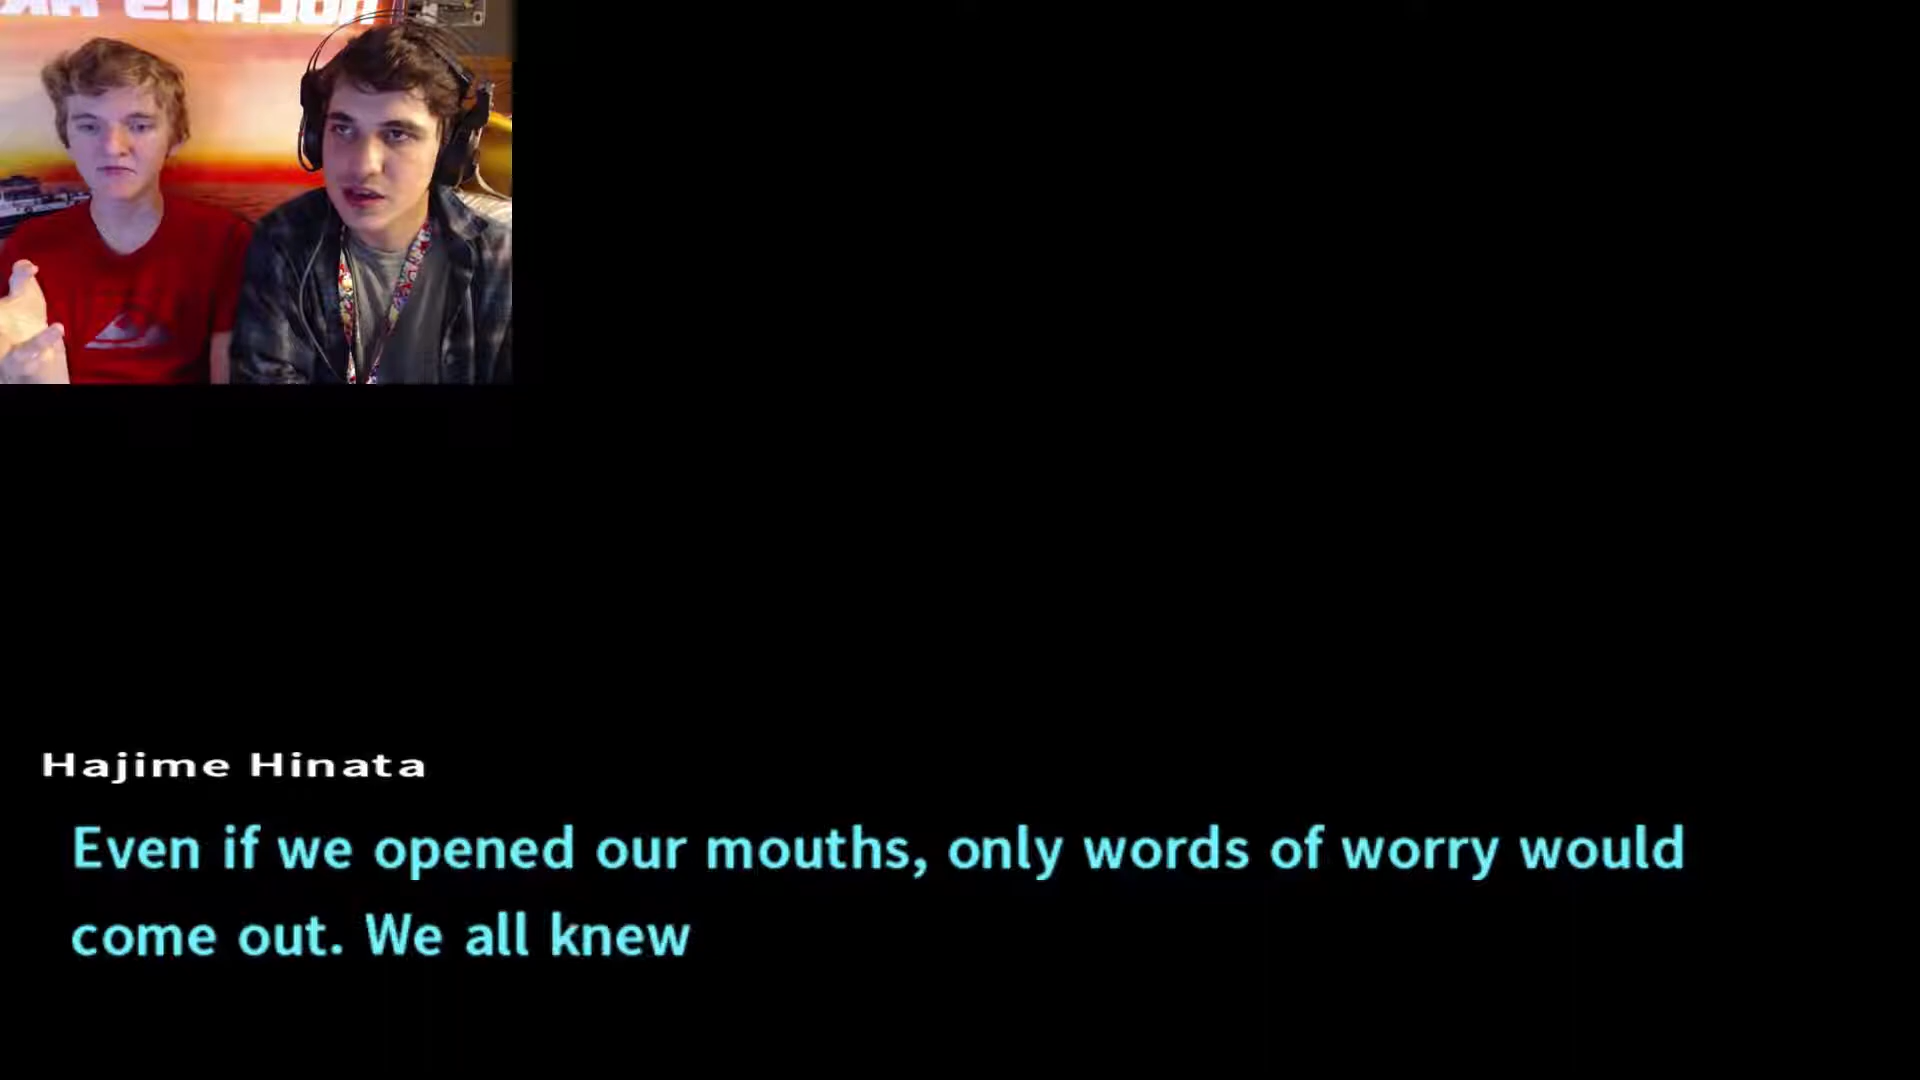 Hajime Hinata
Even if we opened our mouths, only words of worry would
come out. We all knew